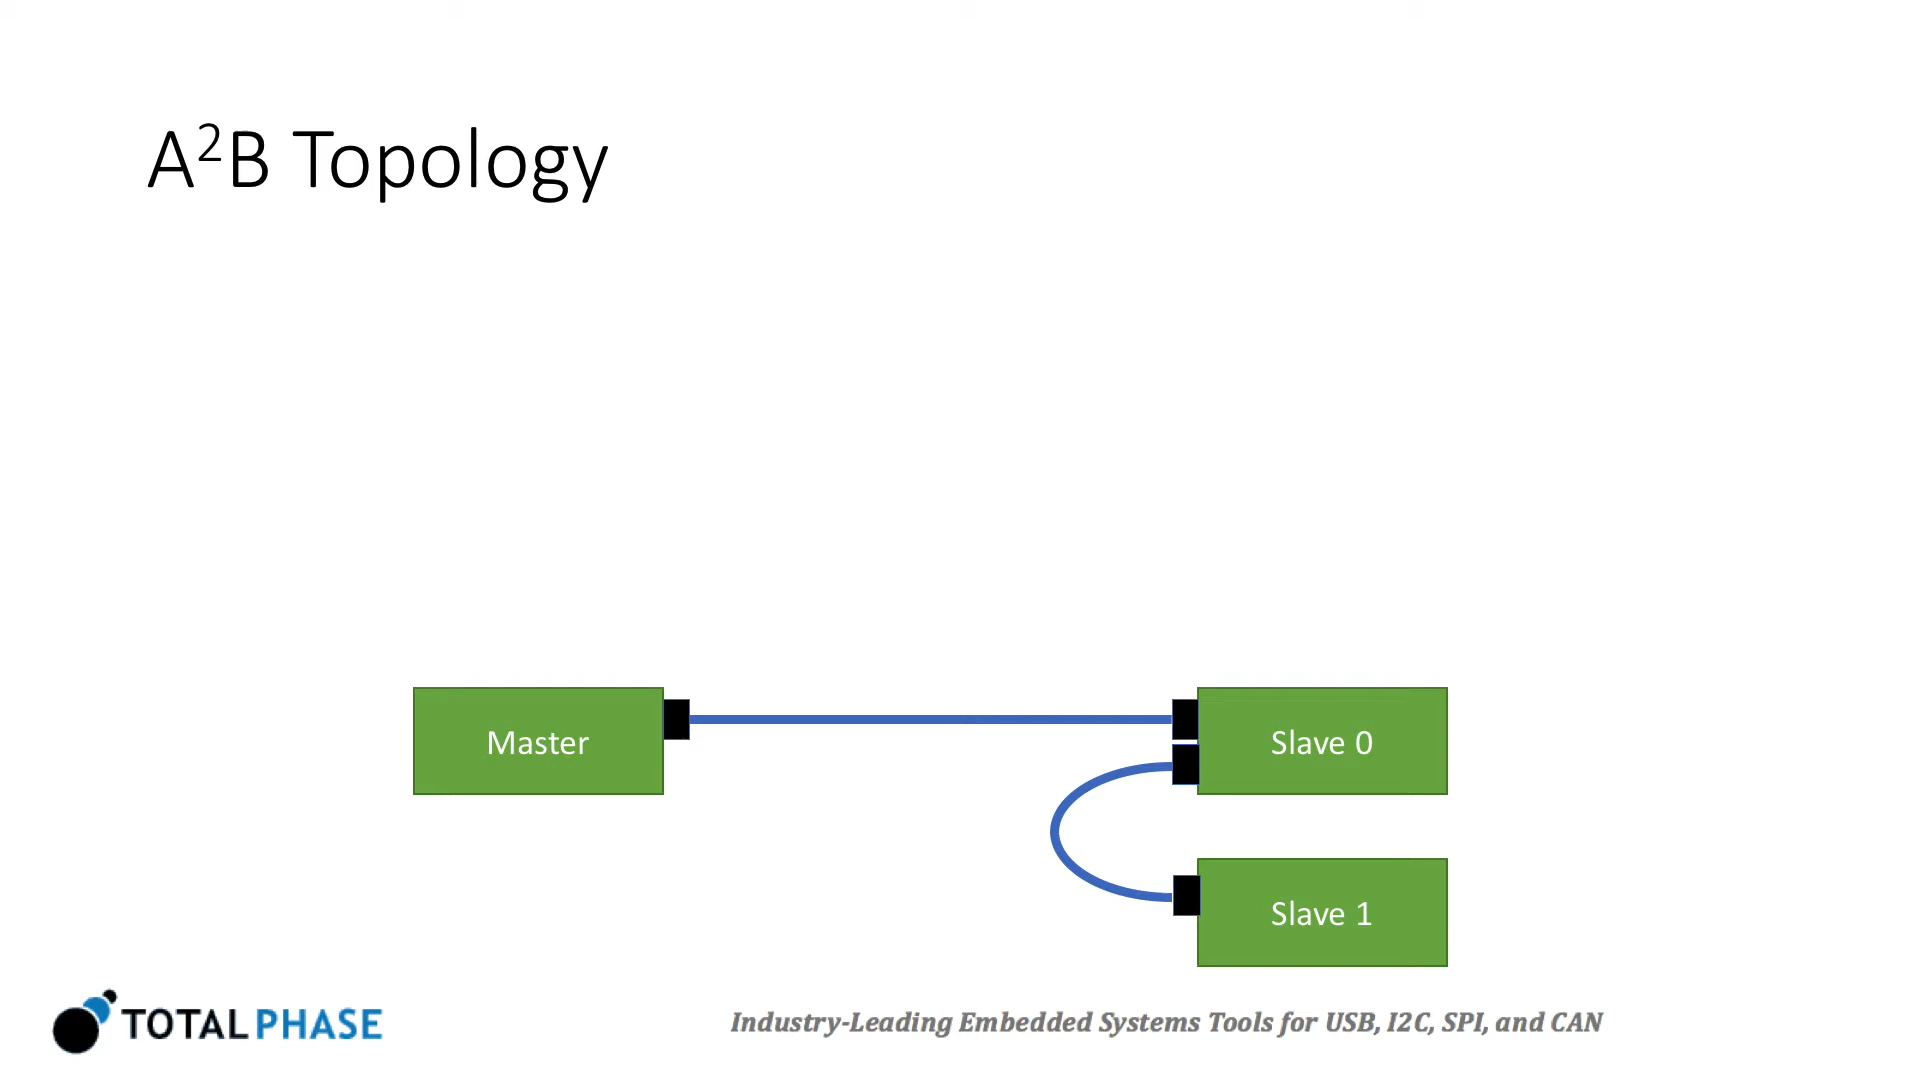 A²B Topology
Master
Slave 0
Slave 1
TOTAL PHASE
Industry-Leading Embedded Systems Tools for USB, I2C, SPI, and CAN